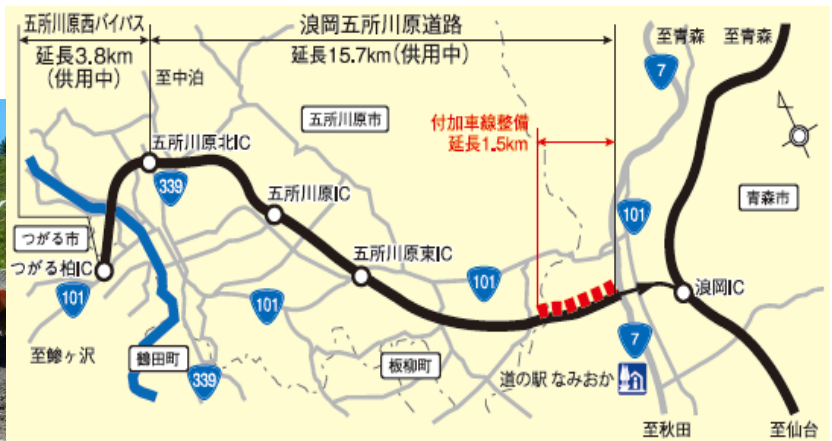 五所川原西バイパス
延長3.8km
(供用中)
浪岡五所川原道路
延長15.7km(供用中)
至中泊
至青森
至青森
7
五所川原市
付加車線整備
延長1.5km
五所川原北IC
339
五所川原IC
青森市
101
つがる市
つがる柏IC
五所川原東IC
101
101
101
浪岡IC
至鰺ヶ沢
鶴田町
339
板柳町
道の駅 なみおか
7
至秋田
至仙台